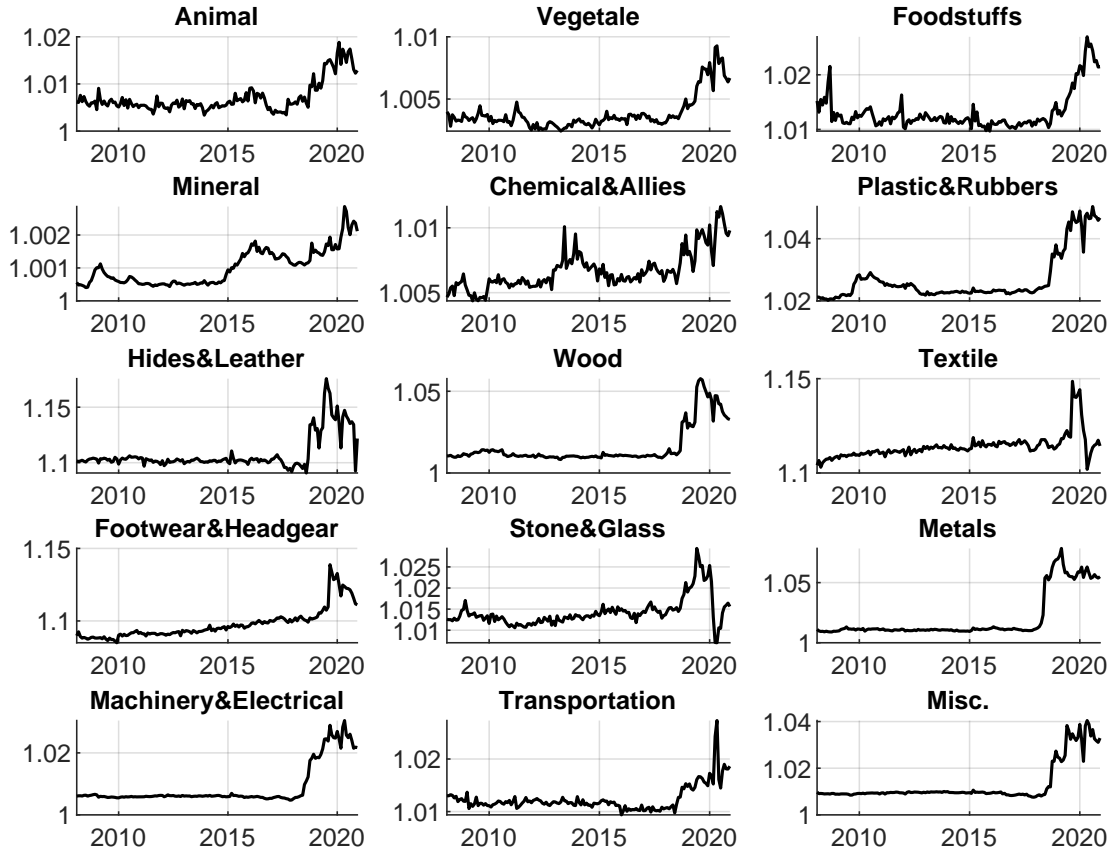 Animal Vegetale Foodstuffs
1.02 1.01 1.02
1.01 1.005 1.01
1
2010 2015 2020 2010 2015 2020 2010 2015 2020
Mineral Chemical&Allies Plastic&Rubbers
1.002 1.01 1.04
1.001 1.005 1.02
1
2010 2015 2020 2010 2015 2020 2010 2015 2020
Hides&Leather Wood Textile
1.15 1.05 1.15
1.1 1 1.1
2010 2015 2020 2010 2015 2020 2010 2015 2020
Footwear&Headgear Stone&Glass Metals
1.15 1.025 1.05
1.1 1.02 1
1.015
1.01
2010 2015 2020 2010 2015 2020 2010 2015 2020
Machinery&Electrical Transportation Misc.
1.02 1.02 1.04
1 1.01 1.02
1
2010 2015 2020 2010 2015 2020 2010 2015 2020